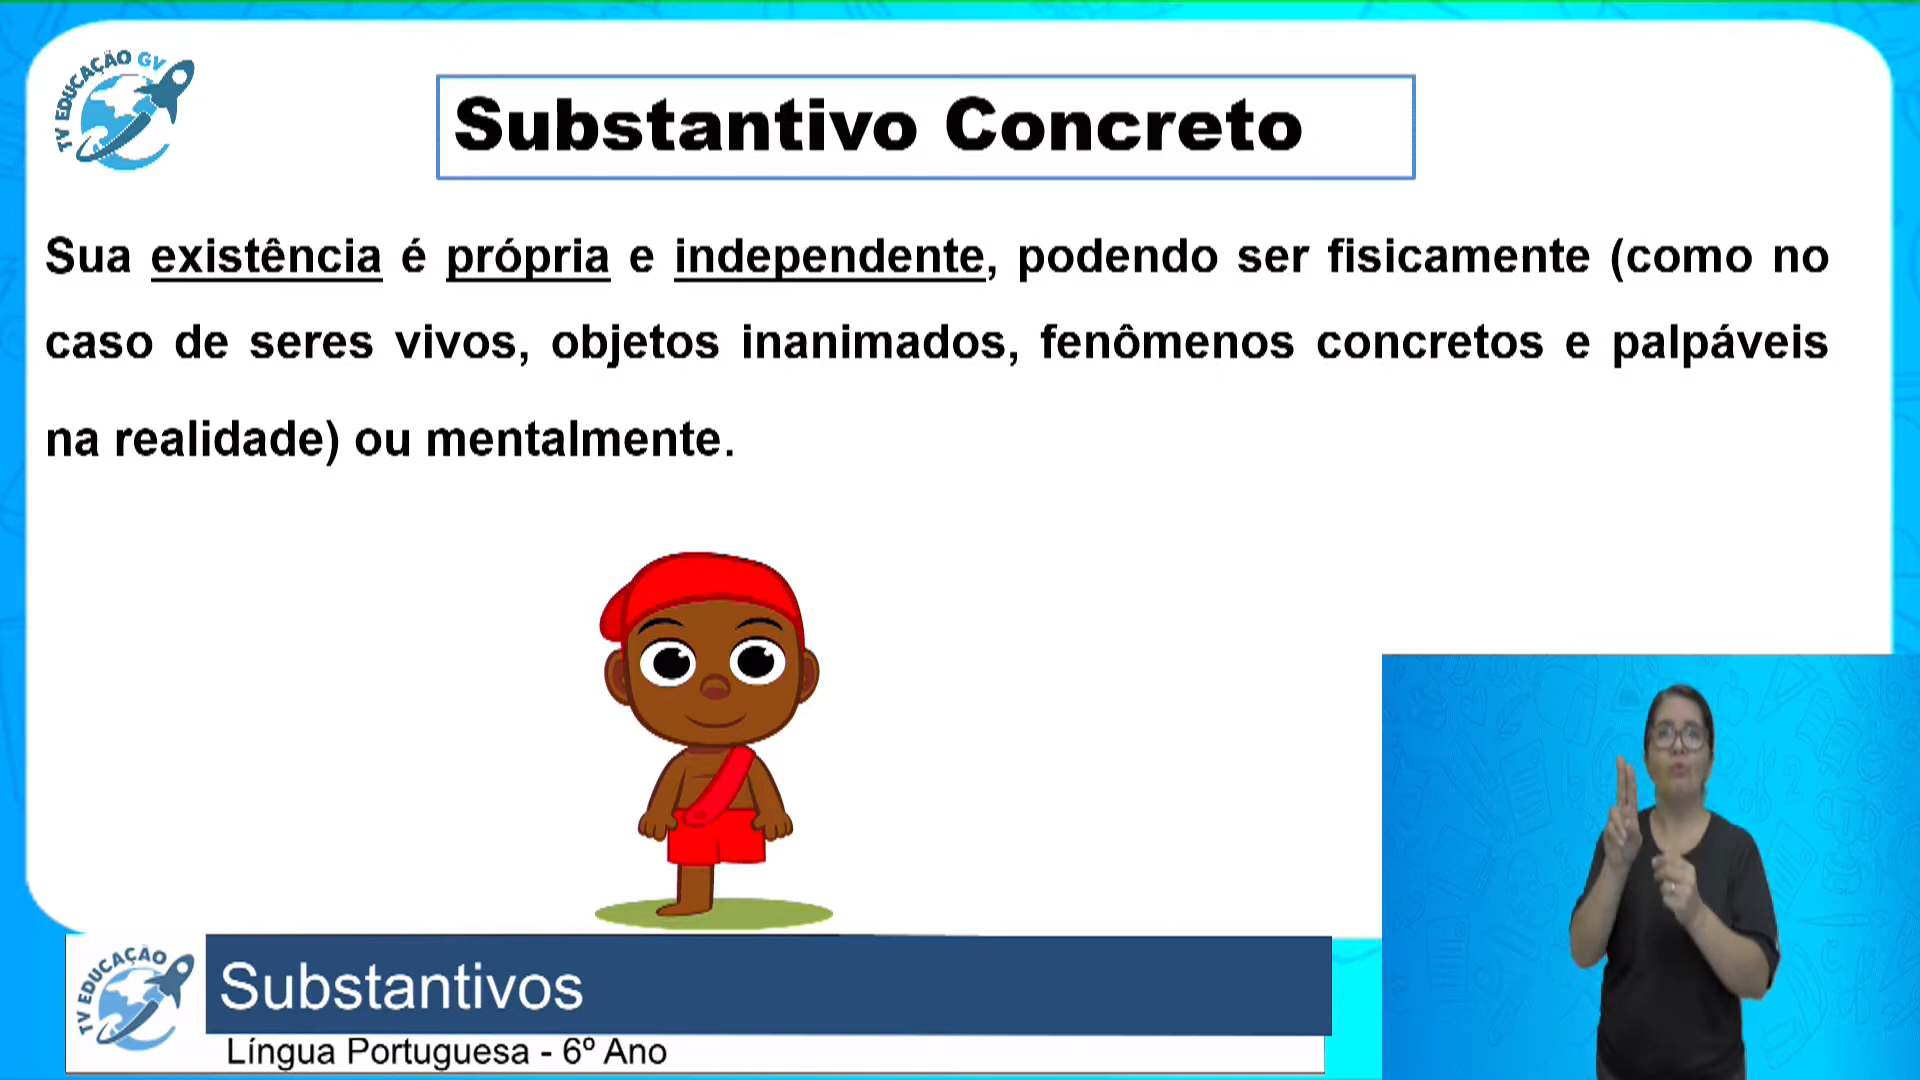 TV EDUCAÇÃO GV
Substantivo Concreto
Sua existência é própria e independente, podendo ser fisicamente (como no
caso de seres vivos, objetos inanimados, fenômenos concretos e palpáveis
na realidade) ou mentalmente.
TV EDUCAÇÃO
Substantivos
Língua Portuguesa - 6º Ano